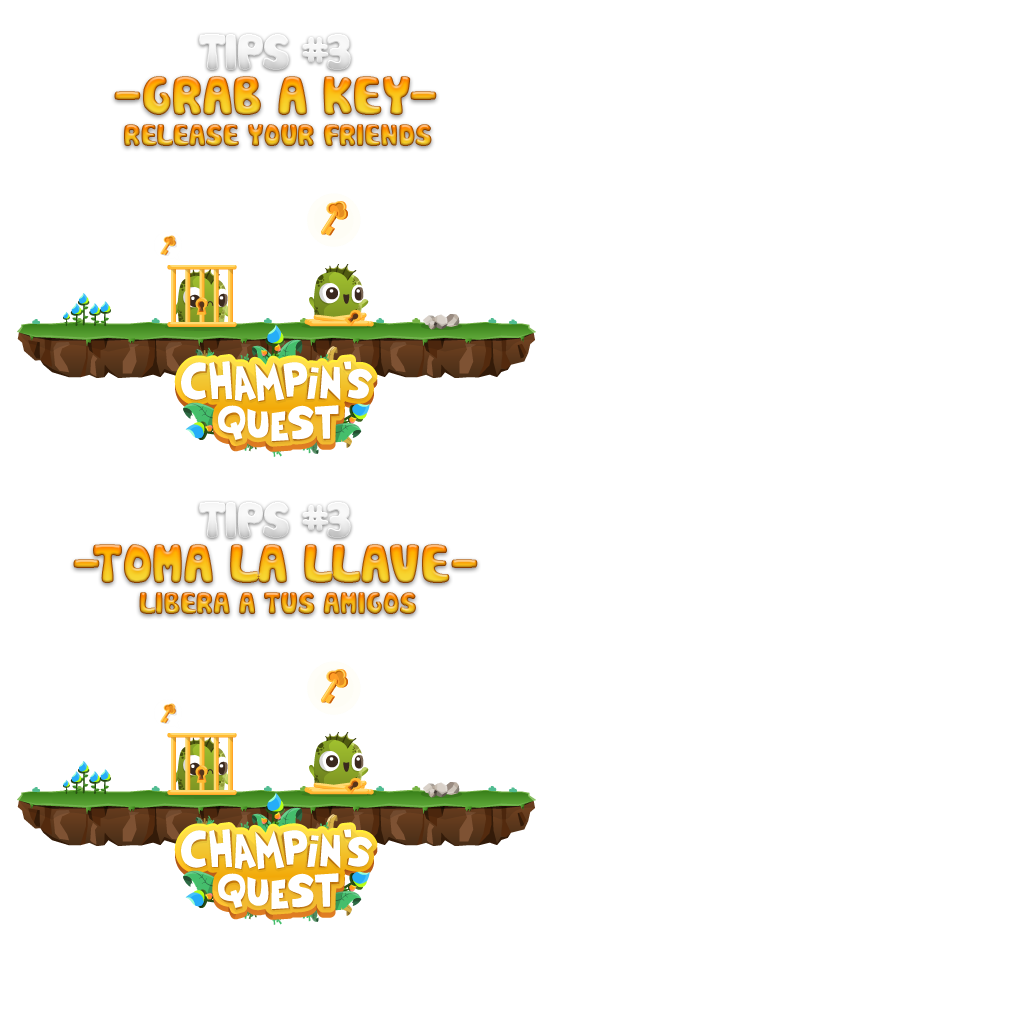 TIPS #3
-GRAB A KEY-
RELEASE YOUR FRIENDS
CHAMPiN'S
QUEST
TIPS #3
-TOMA LA LLAVE-
LIBERA A TUS AMIGOS
CHAMPiN'S
QUEST